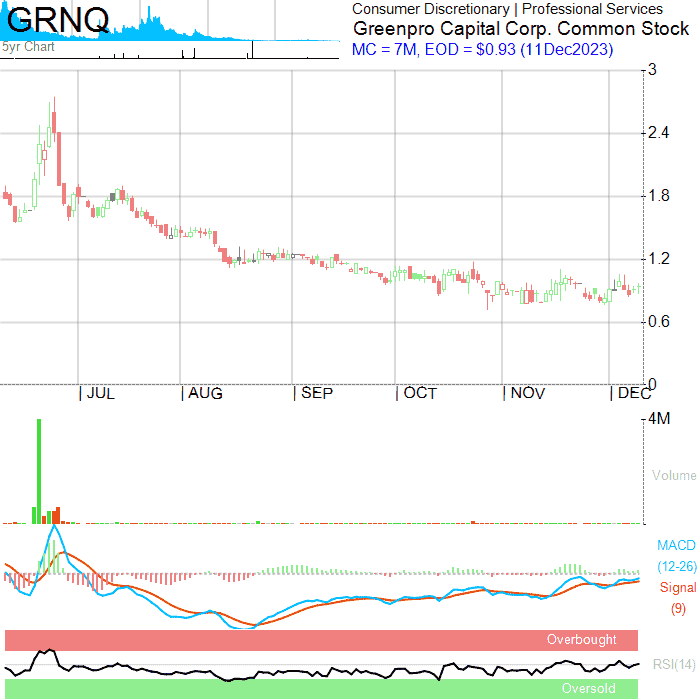 GRNQ
5yr Chart
Consumer Discretionary | Professional Services
Greenpro Capital Corp. Common Stock
MC = 7M, EOD = $0.93 (11Dec2023)
3
2.4
1.8
1.2
0.6
0
| JUL | AUG | SEP | OCT | NOV | DEC
4M
Volume
MACD
(12-26)
Signal
(9)
Overbought
RSI(14)
Oversold